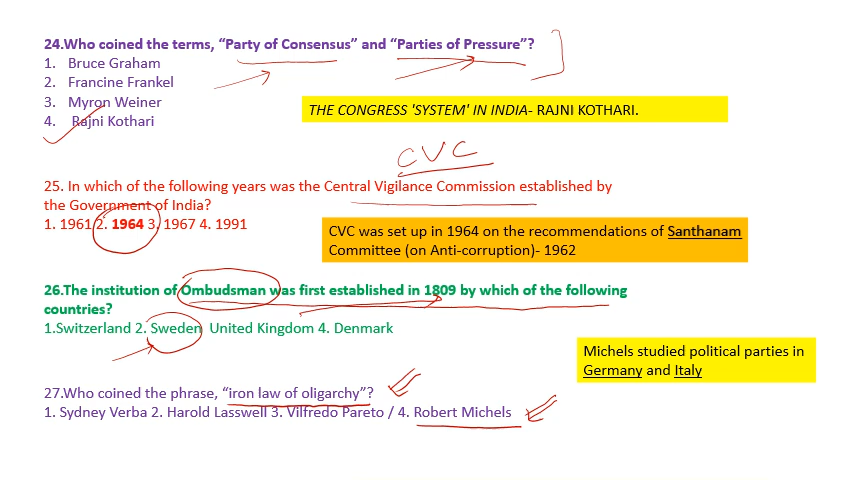 24.Who coined the terms, “Party of Consensus” and “Parties of Pressure”?
1. Bruce Graham
2. Francine Frankel
3. Myron Weiner
4. Rajni Kothari
THE CONGRESS 'SYSTEM' IN INDIA- RAJNI KOTHARI.
CVC
25. In which of the following years was the Central Vigilance Commission established by
the Government of India?
1. 1961 2. 1964 3. 1967 4. 1991
CVC was set up in 1964 on the recommendations of Santhanam
Committee (on Anti-corruption)- 1962
26.The institution of Ombudsman was first established in 1809 by which of the following
countries?
1.Switzerland 2. Sweden United Kingdom 4. Denmark
Michels studied political parties in
Germany and Italy
27.Who coined the phrase, “iron law of oligarchy”?
1. Sydney Verba 2. Harold Lasswell 3. Vilfredo Pareto / 4. Robert Michels